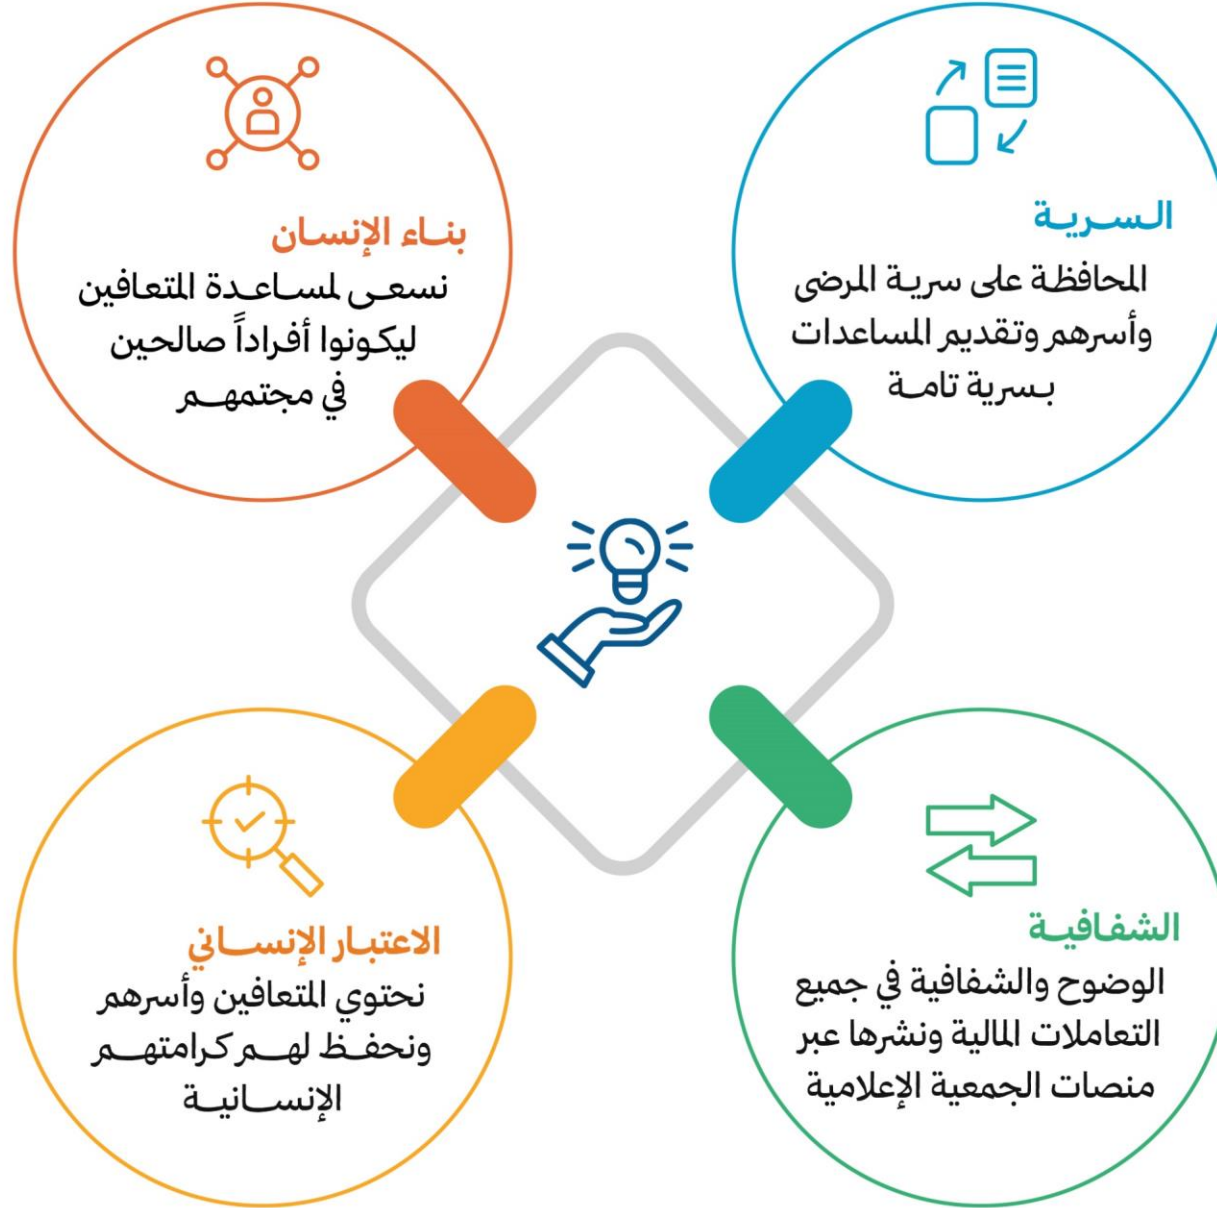 السرية
المحافظة على سرية المرضى
وأسرهم وتقديم المساعدات
بسرية تامة
بناء الإنسان
نسعى لمساعدة المتعافين
ليكونوا أفراداً صالحين
في مجتمهم
الشفافية
الوضوح والشفافية في جميع
التعاملات المالية ونشرها عبر
منصات الجمعية الإعلامية
الاعتبار الإنساني
نحتوي المتعافين وأسرهم
ونحفظ لهم كرامتهم
الإنسانية